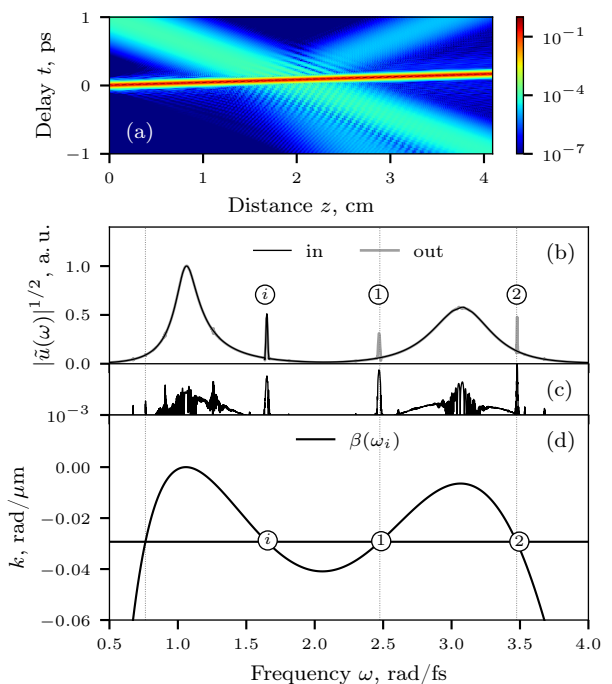 Delay t, ps
1
0
−1
(a)
10⁻¹
10⁻⁴
10⁻⁷
0 1 2 3 4
Distance z, cm
|ũ(ω)|^{1/2}, a. u.
in out (b)
1.0
0.5
0.0
i 1 2
(c)
10⁻³
β(ω_i) (d)
k, rad/μm
0.00
−0.02
−0.04
−0.06
i 1 2
0.5 1.0 1.5 2.0 2.5 3.0 3.5 4.0
Frequency ω, rad/fs